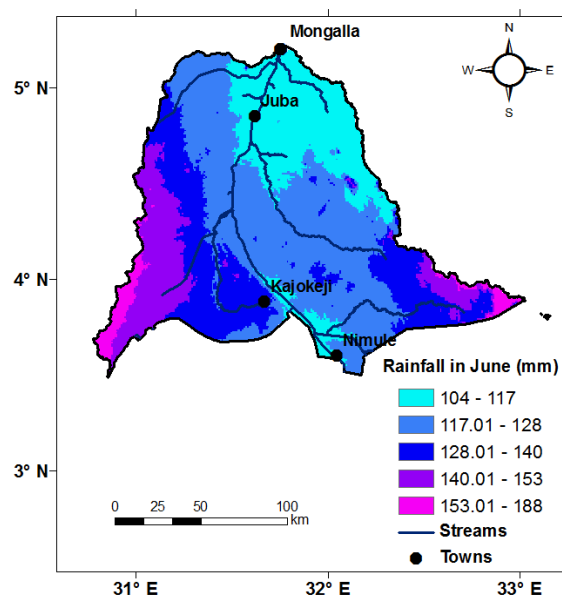 Mongalla
N
W E
S
5° N
Juba
4° N
Kajokeji
Nimule
Rainfall in June (mm)
104 - 117
117.01 - 128
128.01 - 140
140.01 - 153
153.01 - 188
Streams
Towns
3° N
0 25 50 100
km
31° E 32° E 33° E